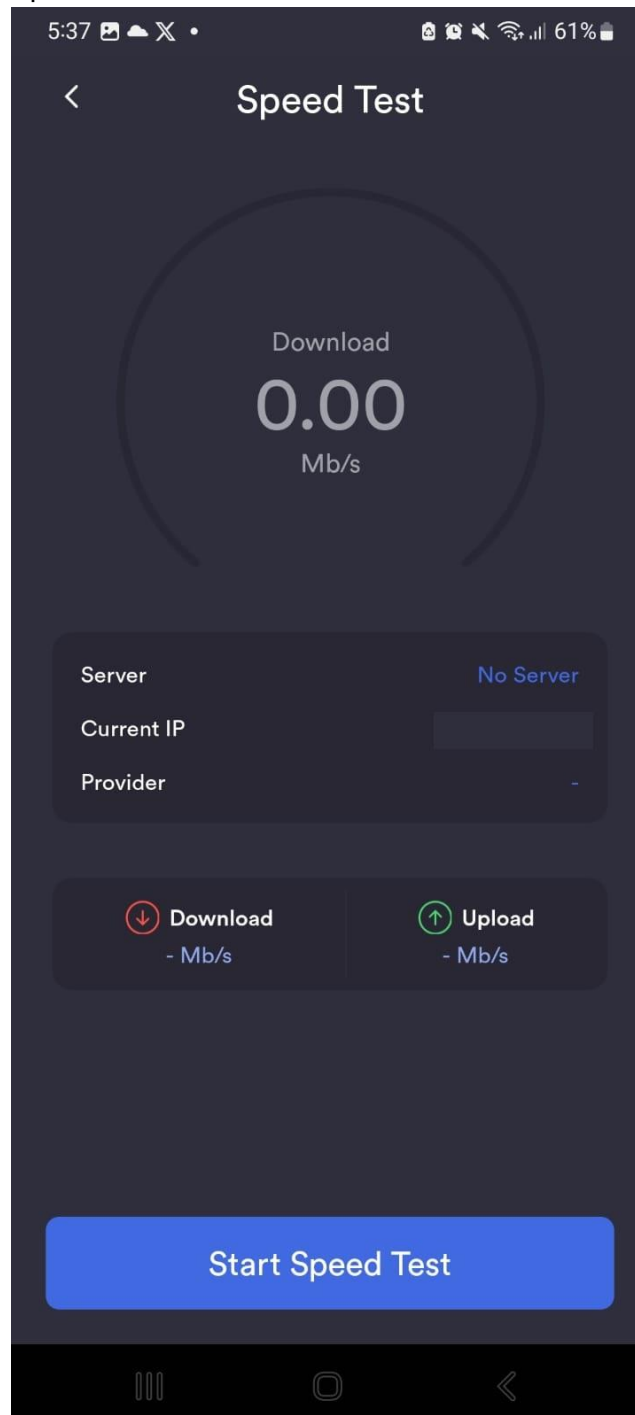 5:37 61%
Speed Test
Download
0.00
Mb/s
Server No Server
Current IP
Provider -
Download Upload
- Mb/s - Mb/s
Start Speed Test